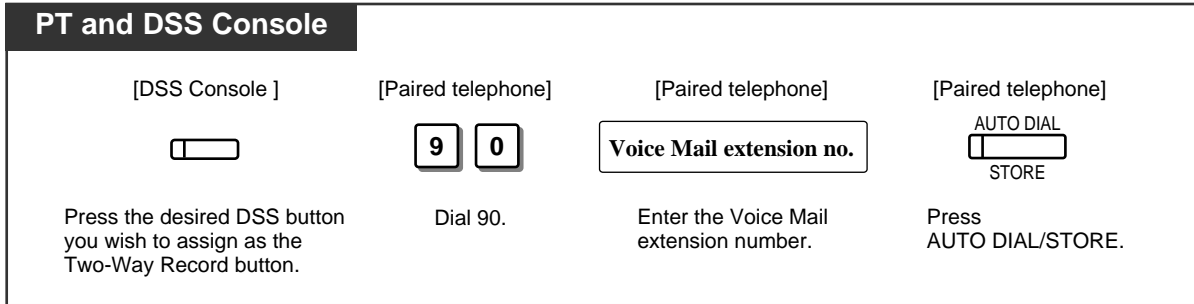 PT and DSS Console
[DSS Console ]
[Paired telephone]
[Paired telephone]
[Paired telephone]
9 0
Voice Mail extension no.
AUTO DIAL
STORE
Press the desired DSS button
you wish to assign as the
Two-Way Record button.
Dial 90.
Enter the Voice Mail
extension number.
Press
AUTO DIAL/STORE.